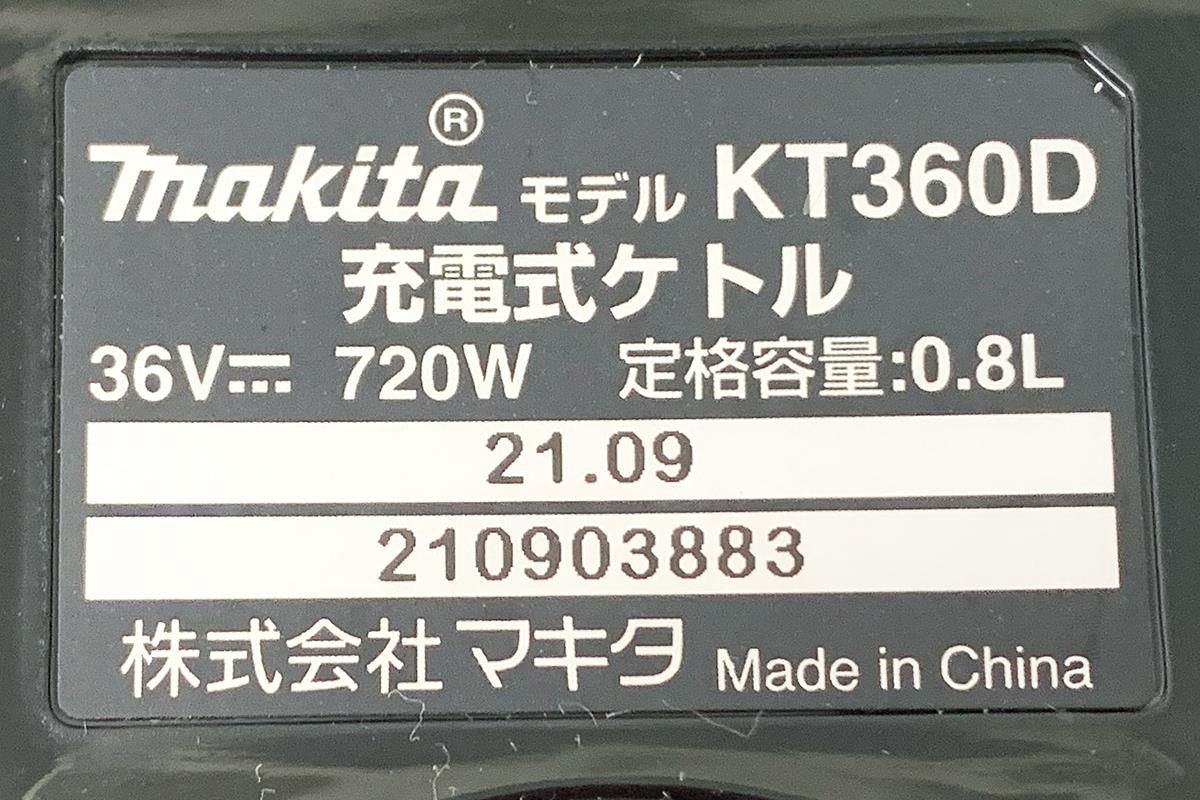 makita® モデル KT360D
充電式ケトル
36V⎓ 720W 定格容量:0.8L
21.09
210903883
株式会社マキタ Made in China